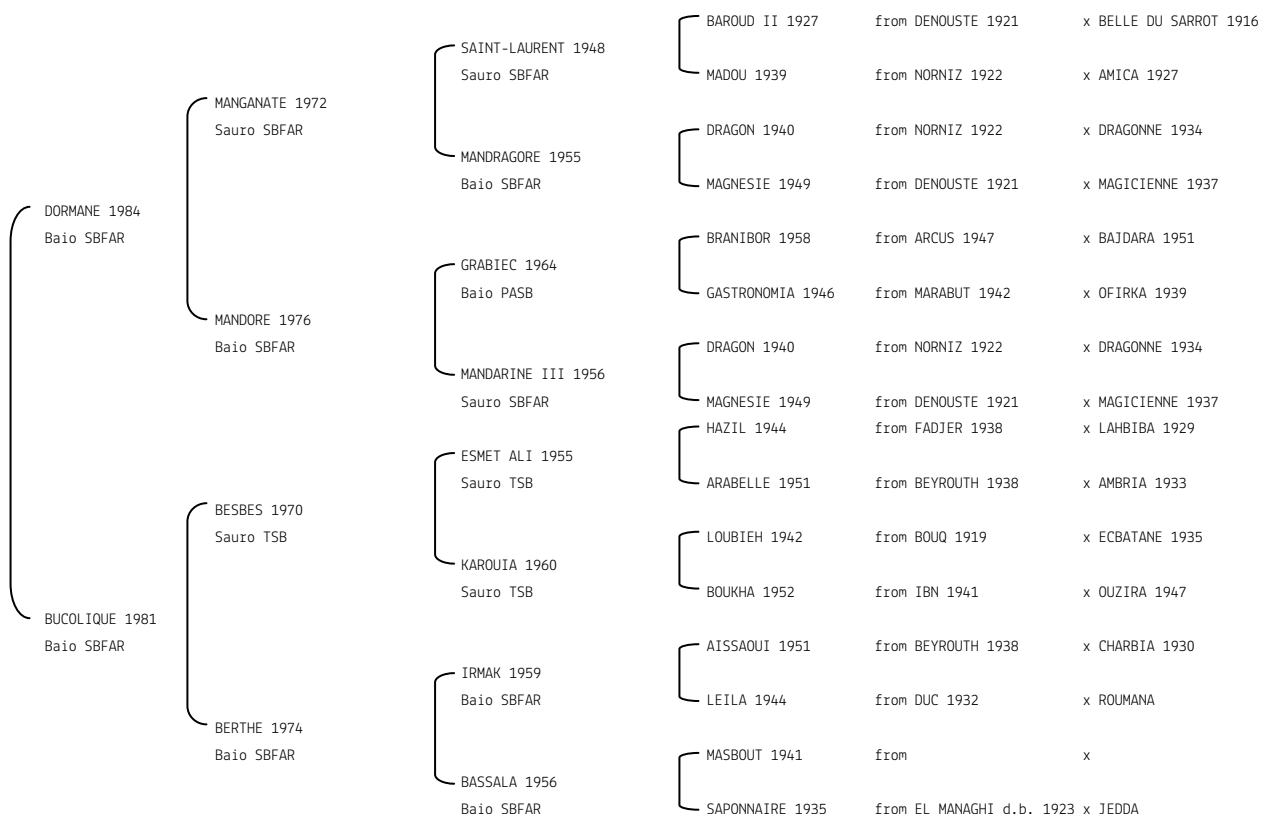 BAROUD II 1927 from DENOUSTE 1921 x BELLE DU SARROT 1916
SAINT-LAURENT 1948
Sauro SBFAR MADOU 1939 from NORNIZ 1922 x AMICA 1927
MANGANATE 1972
Sauro SBFAR DRAGON 1940 from NORNIZ 1922 x DRAGONNE 1934
MANDRAGORE 1955
Baio SBFAR MAGNESIE 1949 from DENOUSTE 1921 x MAGICIENNE 1937
DORMANE 1984
Baio SBFAR BRANIBOR 1958 from ARCUS 1947 x BAJDARA 1951
GRABIEC 1964
Baio PASB GASTRONOMIA 1946 from MARABUT 1942 x OFIRKA 1939
MANDORE 1976
Baio SBFAR DRAGON 1940 from NORNIZ 1922 x DRAGONNE 1934
MANDARINE III 1956
Sauro SBFAR MAGNESIE 1949 from DENOUSTE 1921 x MAGICIENNE 1937
HAZIL 1944 from FADJER 1938 x LAHBIBA 1929
ESMET ALI 1955
Sauro TSB ARABELLE 1951 from BEYROUTH 1938 x AMBRIA 1933
BESBES 1970
Sauro TSB LOUBIEH 1942 from BOUQ 1919 x ECBATANE 1935
KAROUIA 1960
Sauro TSB BOUKHA 1952 from IBN 1941 x OUZIRA 1947
BUCOLIQUE 1981
Baio SBFAR AISSAOUI 1951 from BEYROUTH 1938 x CHARBIA 1930
IRMAK 1959
Baio SBFAR LEILA 1944 from DUC 1932 x ROUMANA
BERTHE 1974
Baio SBFAR MASBOUT 1941 from x
BASSALA 1956
Baio SBFAR SAPONNAIRE 1935 from EL MANAGHI d.b. 1923 x JEDDA